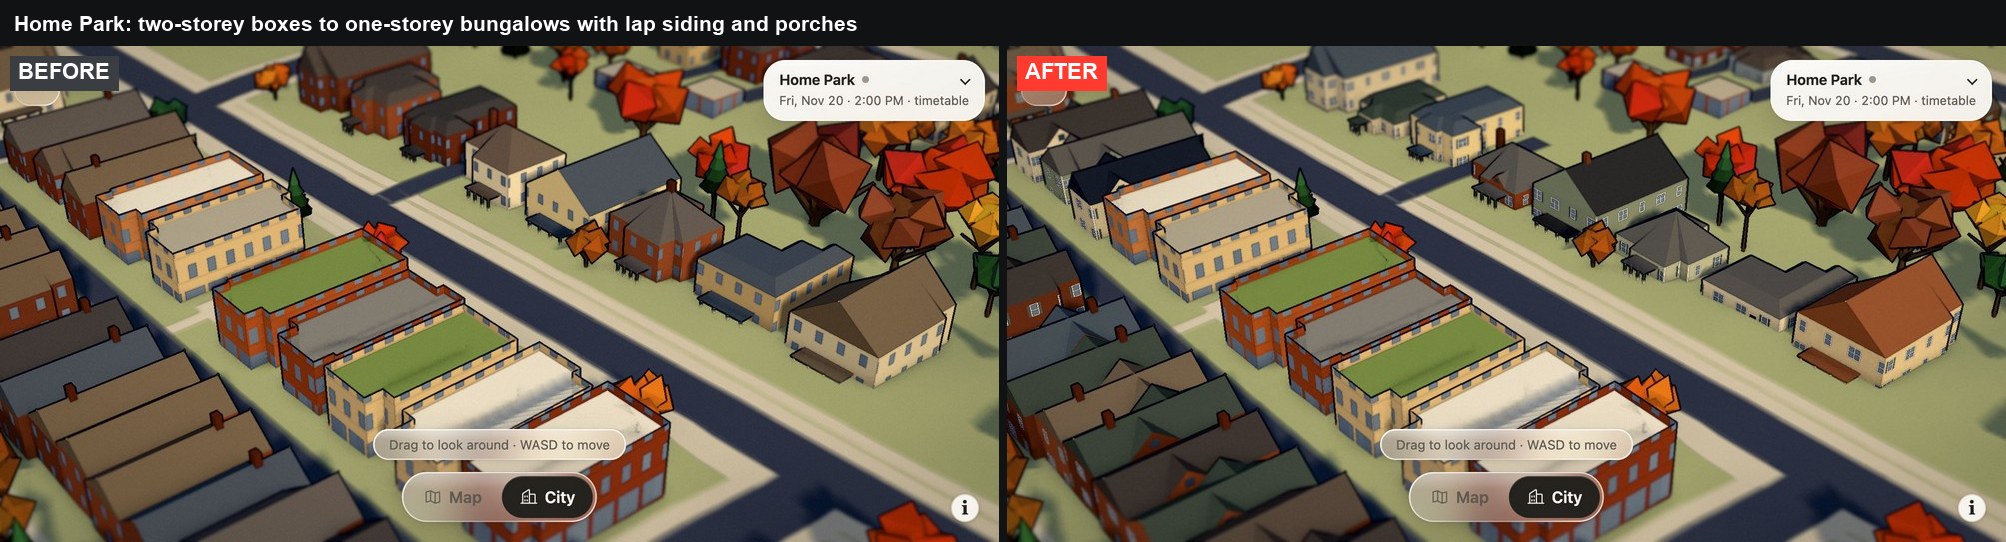 Home Park: two-storey boxes to one-storey bungalows with lap siding and porches
BEFORE
Home Park
Fri, Nov 20 · 2:00 PM · timetable
Drag to look around · WASD to move
Map
City
i
AFTER
Home Park
Fri, Nov 20 · 2:00 PM · timetable
Drag to look around · WASD to move
Map
City
i